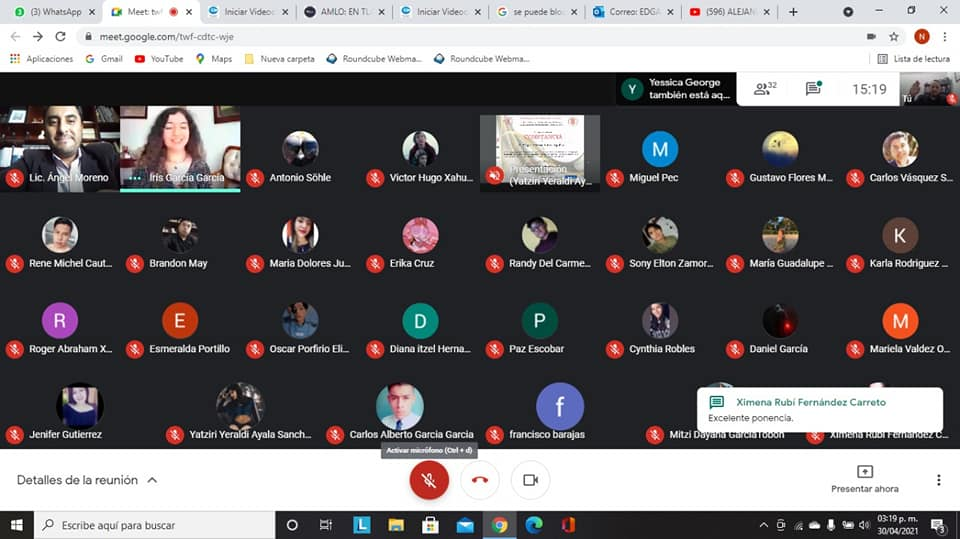 (3) WhatsApp
Meet: twf
Iniciar Videoc
AMLO: EN TL
Iniciar Videoc
se puede bloc
Correo: EDGA
(596) ALEJAN
meet.google.com/twf-cdtc-wje
N
Aplicaciones
Gmail
YouTube
Maps
Nueva carpeta
Roundcube Webma...
Roundcube Webma...
Lista de lectura
Y
Yessica George
también está aq...
32
15:19
Tú
Lic. Ángel Moreno
Iris García García
Antonio Söhle
Victor Hugo Xahu...
CONSTANCIA
Presentación
(Yatziri Yeraldi Ay...
M
Miguel Pec
Gustavo Flores M...
Carlos Vásquez S...
Rene Michel Caut...
Brandon May
Maria Dolores Ju...
Erika Cruz
Randy Del Carme...
Sony Elton Zamor...
María Guadalupe ...
K
Karla Rodriguez ...
R
Roger Abraham X...
E
Esmeralda Portillo
Oscar Porfirio Eli...
D
Diana itzel Herna...
P
Paz Escobar
Cynthia Robles
Daniel García
M
Mariela Valdez O...
Jenifer Gutierrez
Yatziri Yeraldi Ayala Sanch...
Carlos Alberto Garcia Garcia
f
francisco barajas
Mitzi Dayana GarciaTobon
Ximena Rubí Fernández C...
Ximena Rubí Fernández Carreto
Excelente ponencia.
Activar micrófono (Ctrl + d)
Detalles de la reunión
Presentar ahora
Escribe aquí para buscar
L
03:19 p. m.
30/04/2021
3